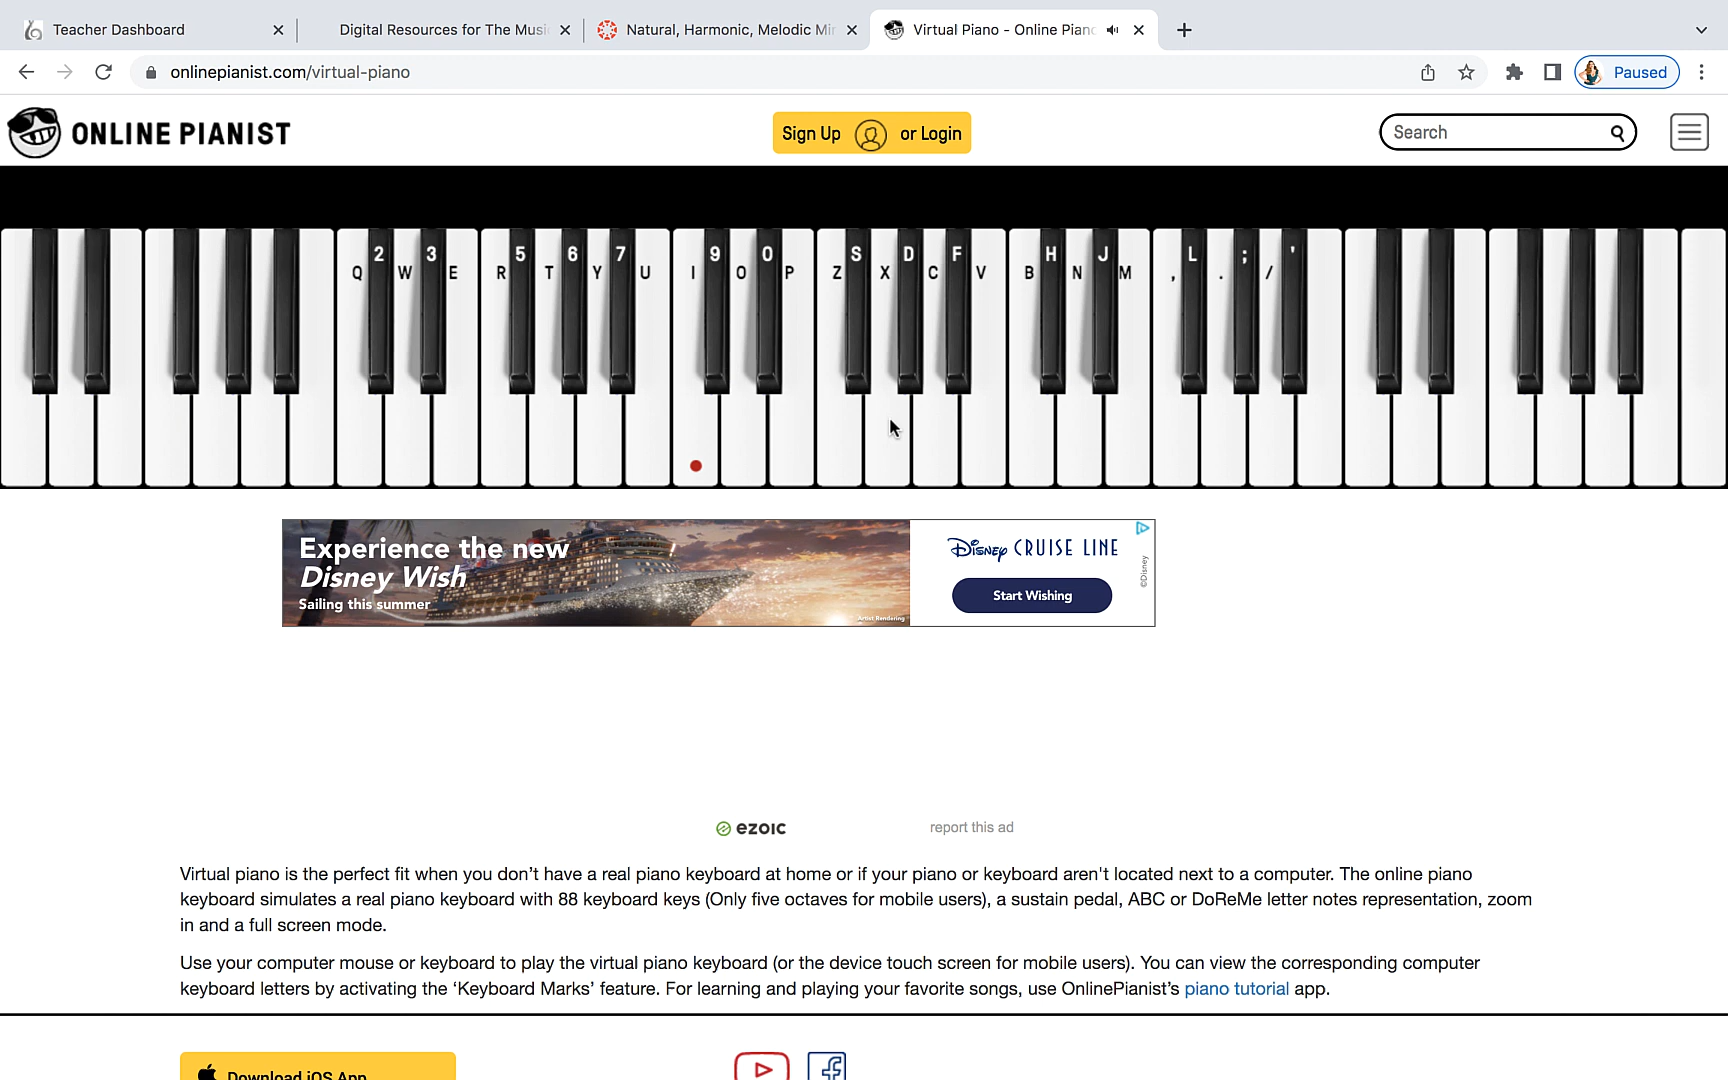 Teacher Dashboard
Digital Resources for The Musi
Natural, Harmonic, Melodic Mi
Virtual Piano - Online Piano
onlinepianist.com/virtual-piano
Paused
ONLINE PIANIST
Sign Up or Login
Search
2 3 5 6 7 9 0 S D F H J L ; '
Q W E R T Y U I O P Z X C V B N M , . /
Experience the new
Disney Wish
Sailing this summer
Artist Rendering
Disney CRUISE LINE
Start Wishing
©Disney
ezoic
report this ad
Virtual piano is the perfect fit when you don’t have a real piano keyboard at home or if your piano or keyboard aren't located next to a computer. The online piano
keyboard simulates a real piano keyboard with 88 keyboard keys (Only five octaves for mobile users), a sustain pedal, ABC or DoReMe letter notes representation, zoom
in and a full screen mode.
Use your computer mouse or keyboard to play the virtual piano keyboard (or the device touch screen for mobile users). You can view the corresponding computer
keyboard letters by activating the ‘Keyboard Marks’ feature. For learning and playing your favorite songs, use OnlinePianist’s piano tutorial app.
Download iOS App